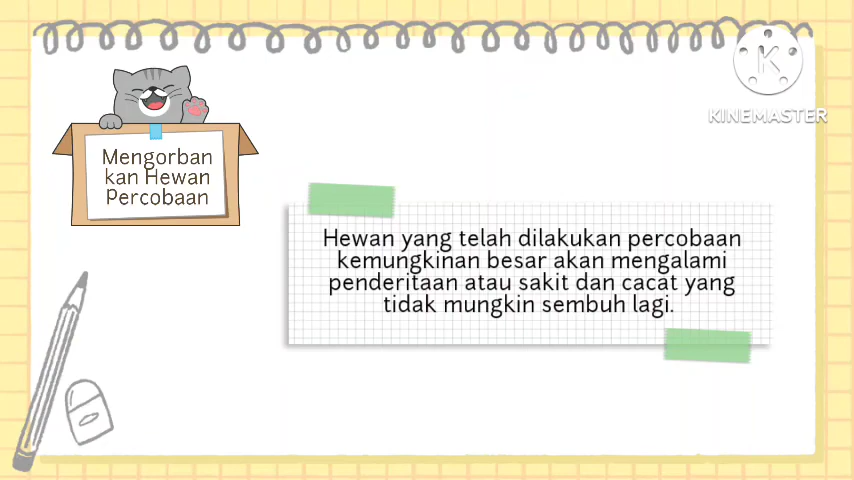 KINEMASTER
Mengorban
kan Hewan
Percobaan
Hewan yang telah dilakukan percobaan
kemungkinan besar akan mengalami
penderitaan atau sakit dan cacat yang
tidak mungkin sembuh lagi.